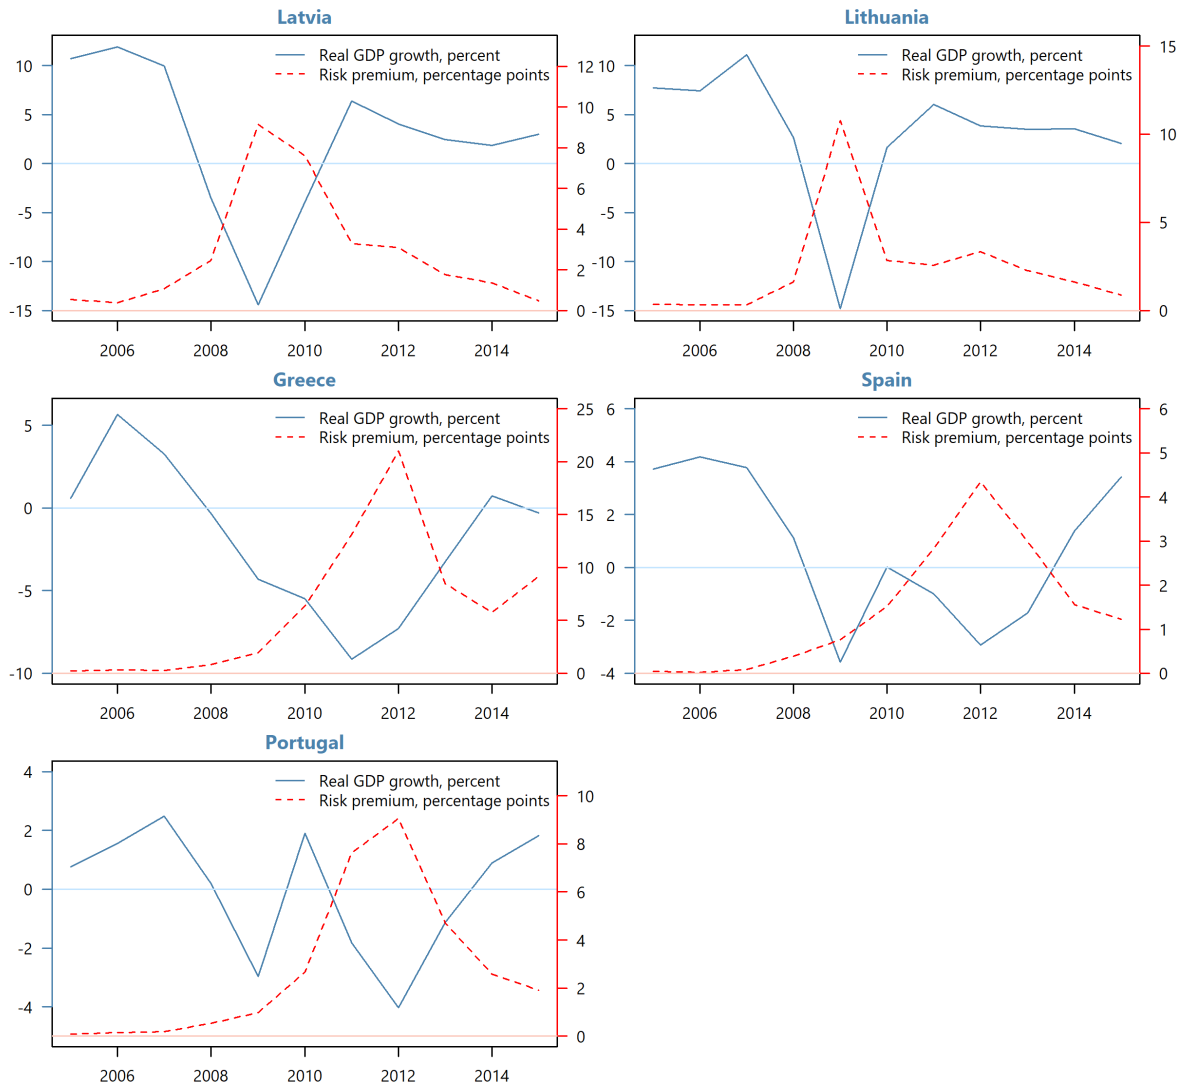 Latvia
Real GDP growth, percent
Risk premium, percentage points
10
5
0
-5
-10
-15
12
10
8
6
4
2
0
2006 2008 2010 2012 2014
Lithuania
Real GDP growth, percent
Risk premium, percentage points
10
5
0
-5
-10
-15
15
10
5
0
2006 2008 2010 2012 2014
Greece
Real GDP growth, percent
Risk premium, percentage points
5
0
-5
-10
25
20
15
10
5
0
2006 2008 2010 2012 2014
Spain
Real GDP growth, percent
Risk premium, percentage points
6
4
2
0
-2
-4
6
5
4
3
2
1
0
2006 2008 2010 2012 2014
Portugal
Real GDP growth, percent
Risk premium, percentage points
4
2
0
-2
-4
10
8
6
4
2
0
2006 2008 2010 2012 2014